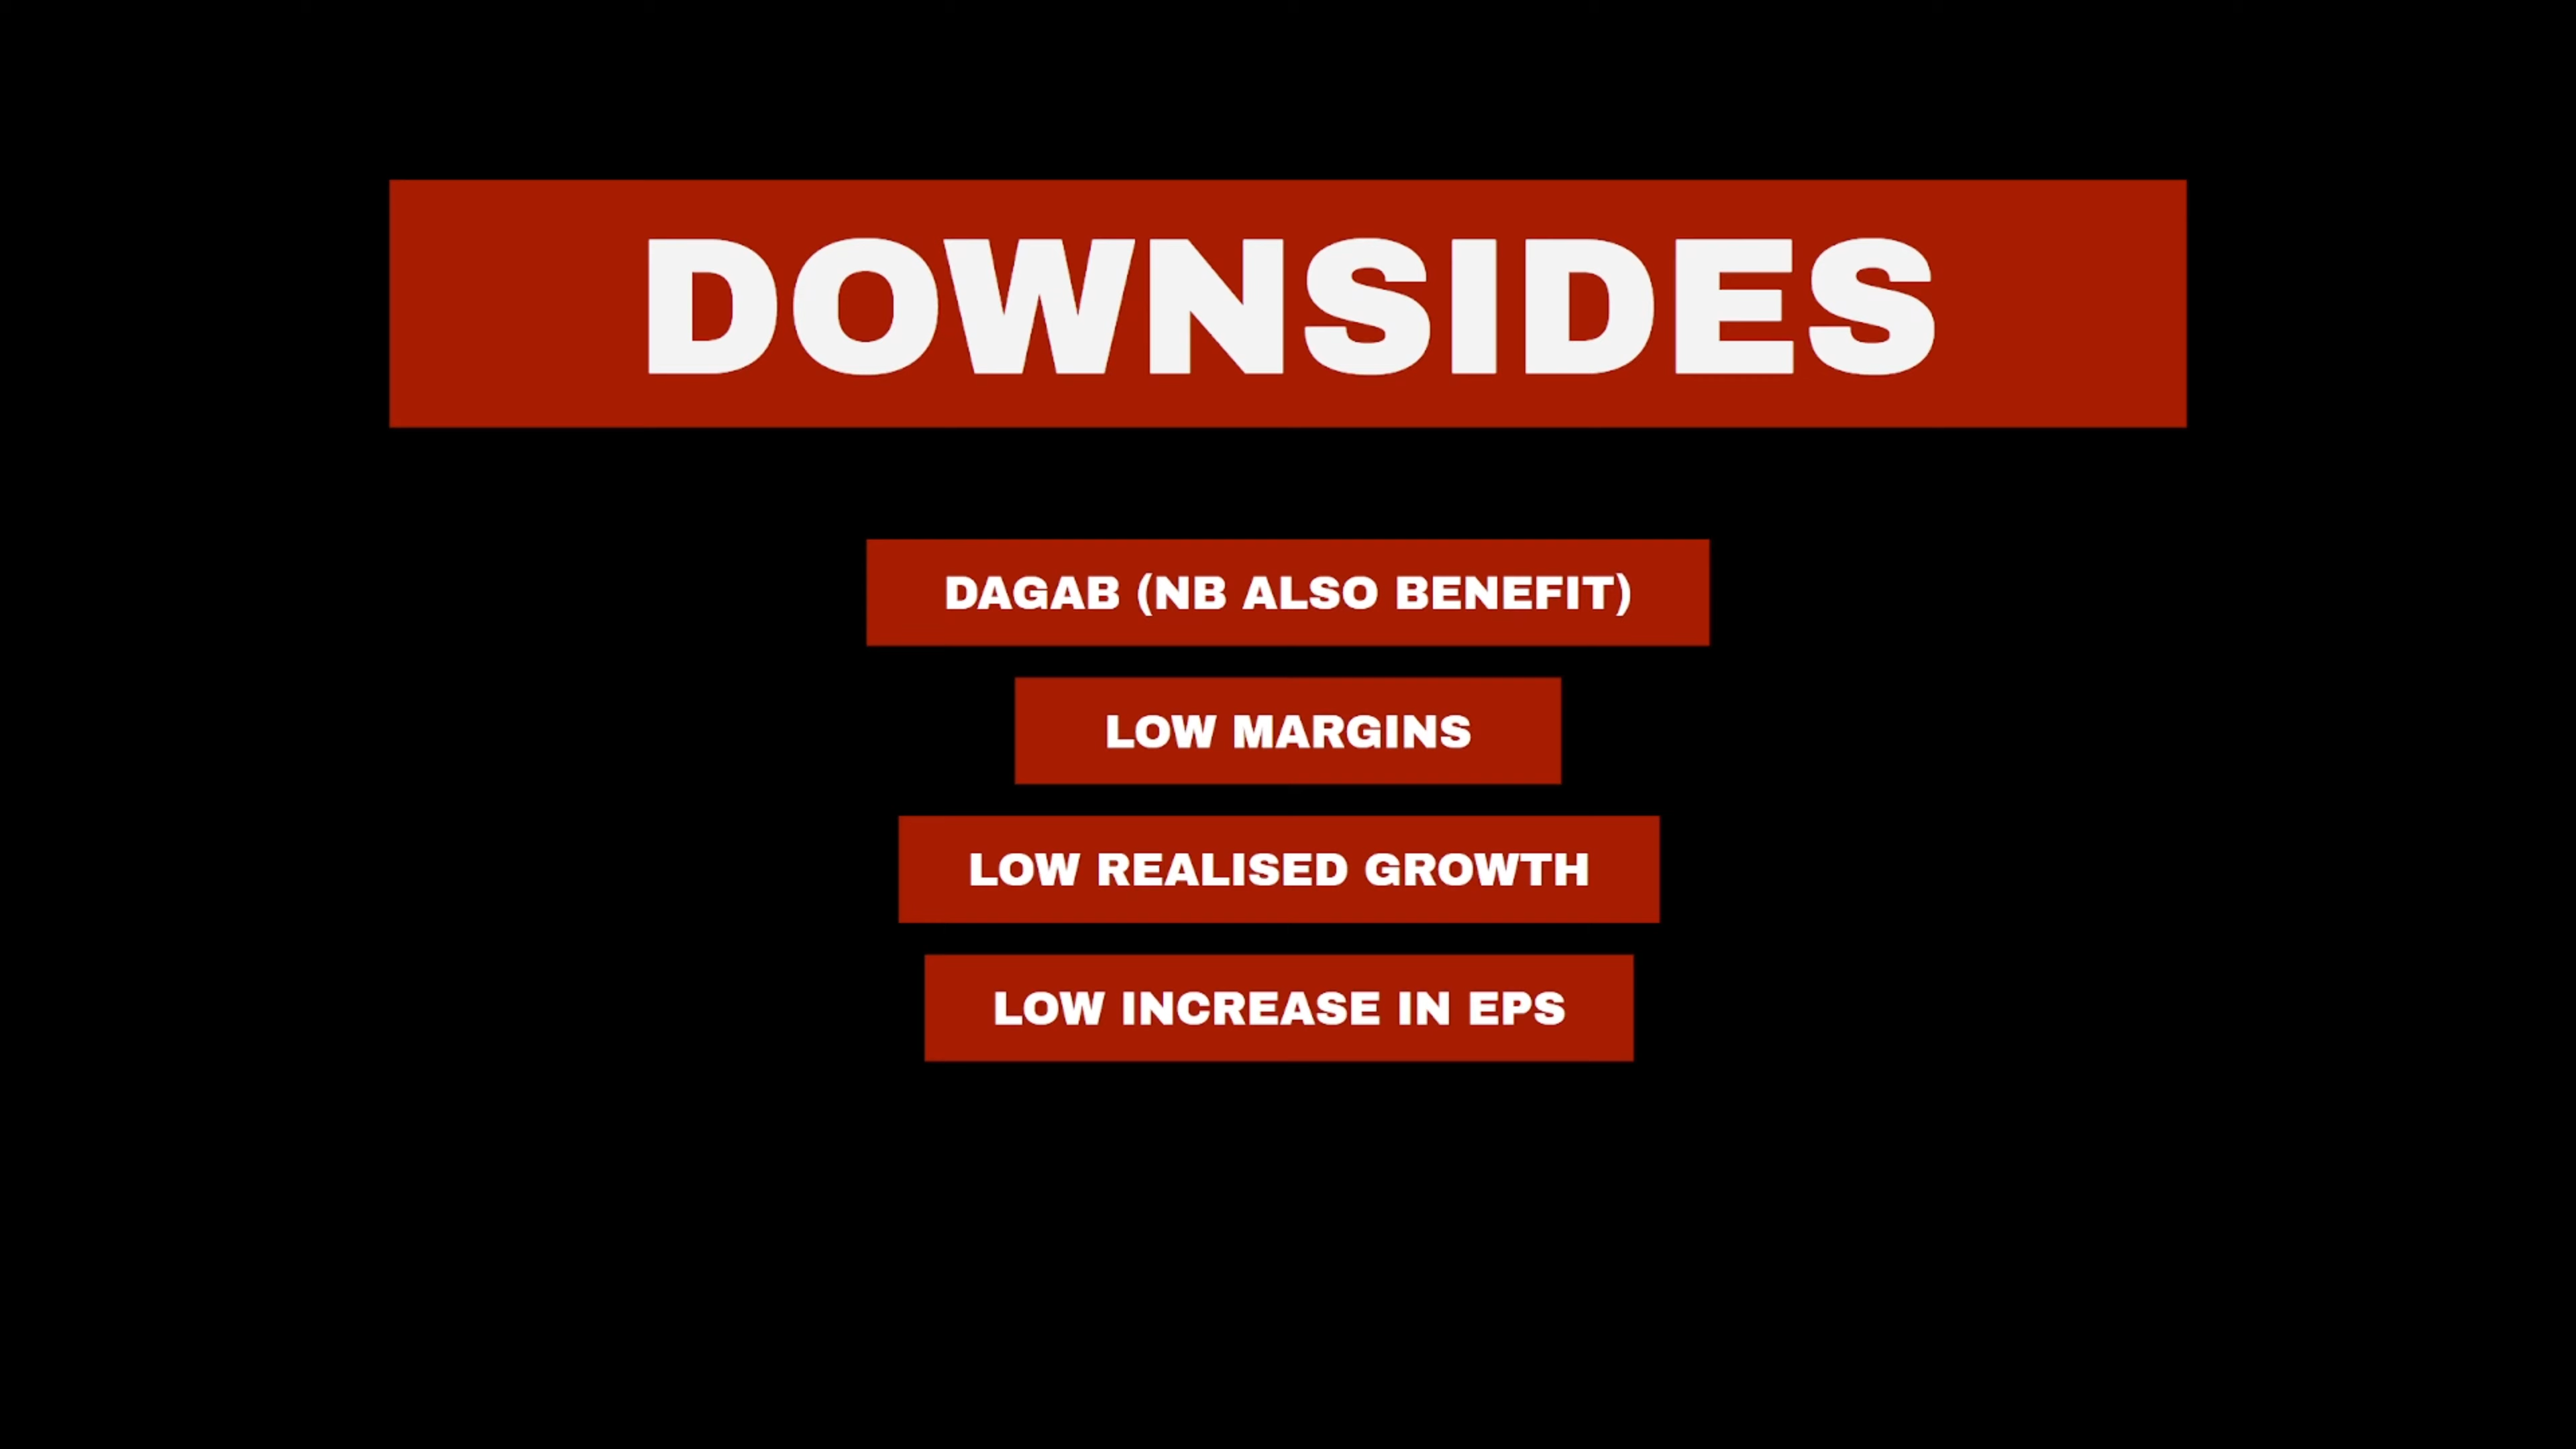 DOWNSIDES
DAGAB (NB ALSO BENEFIT)
LOW MARGINS
LOW REALISED GROWTH
LOW INCREASE IN EPS